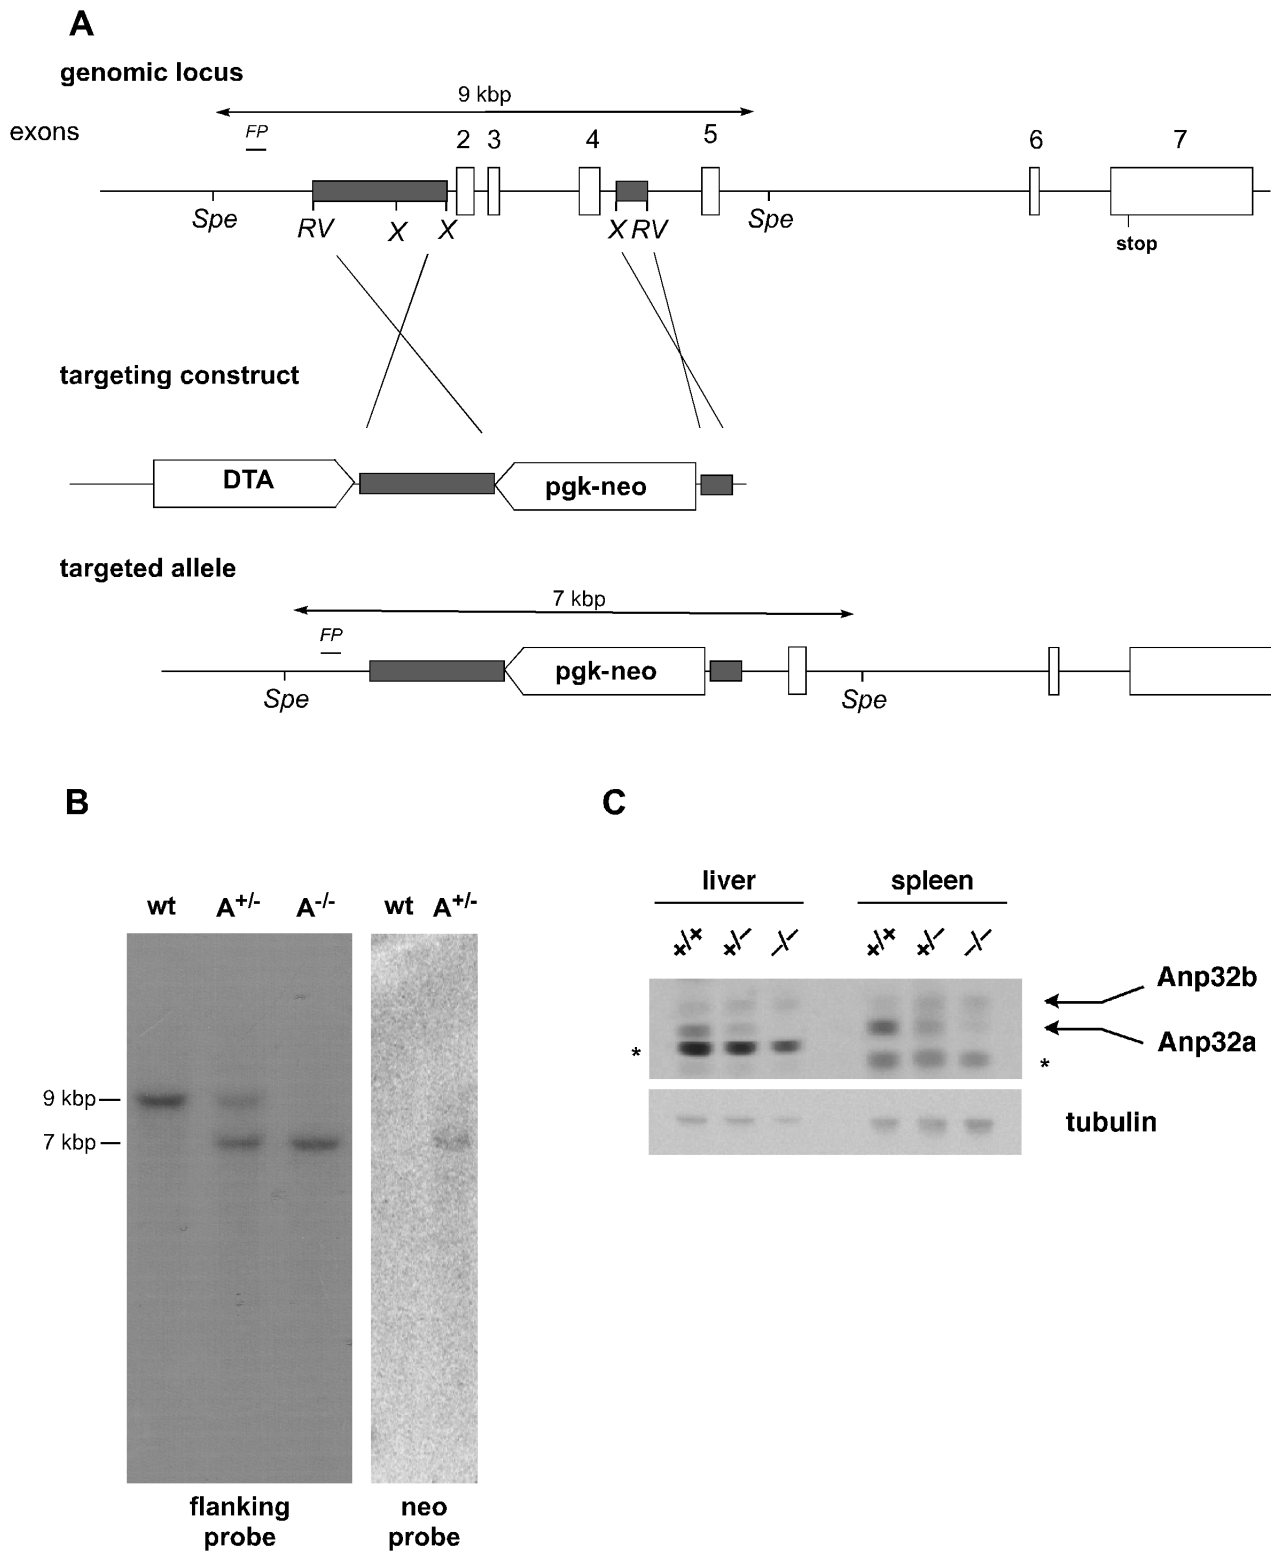 A
genomic locus
9 kbp
exons
FP
2 3 4 5 6 7
Spe RV X X X RV Spe
stop
targeting construct
DTA pgk-neo
targeted allele
7 kbp
FP
pgk-neo
Spe Spe
B
wt A+/- A-/-
wt A+/-
9 kbp
7 kbp
flanking
probe
neo
probe
C
liver spleen
+/+ +/– –/– +/+ +/– –/–
Anp32b
Anp32a
* *
tubulin